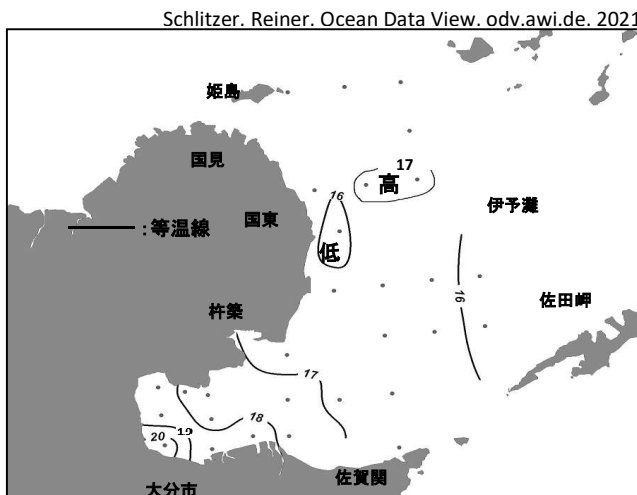 Schlitzer. Reiner. Ocean Data View. odv.awi.de. 2021
姫島
国見
17
高
16
伊予灘
国東
：等温線
低
16
佐田岬
杵築
17
18
19
20
佐賀関
大分市